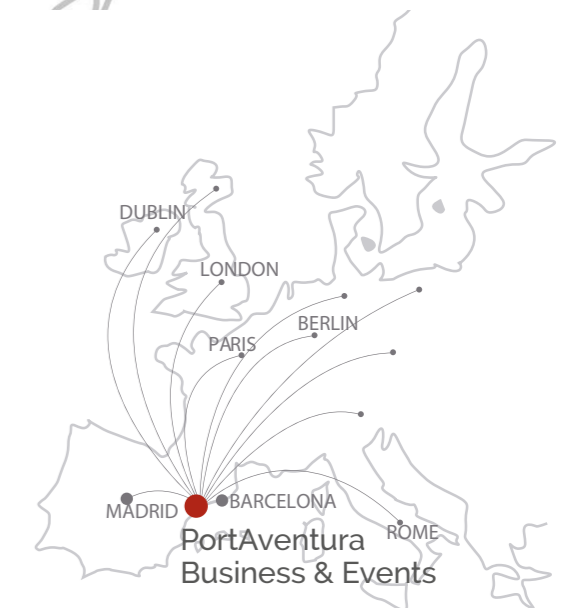 DUBLIN
LONDON
BERLIN
PARIS
BARCELONA
MADRID
ROME
PortAventura
Business & Events